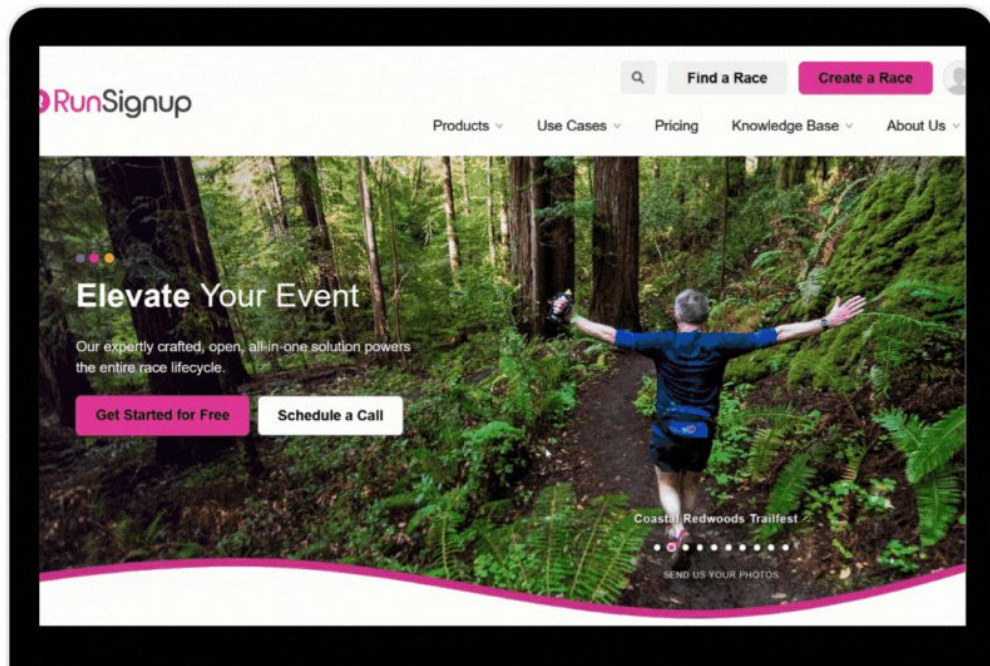 RunSignup
Find a Race
Create a Race
Products
Use Cases
Pricing
Knowledge Base
About Us
Elevate Your Event
Our expertly crafted, open, all-in-one solution powers
the entire race lifecycle.
Get Started for Free
Schedule a Call
Coastal Redwoods Trailfest
SEND US YOUR PHOTOS